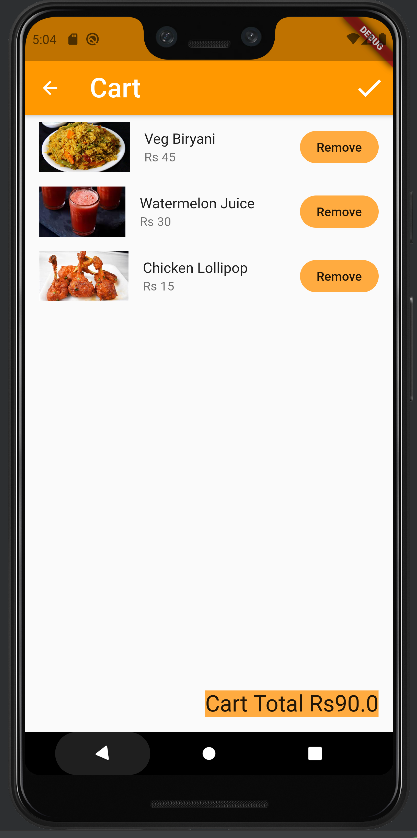 5:04
DEBUG
Cart
Veg Biryani
Rs 45
Remove
Watermelon Juice
Rs 30
Remove
Chicken Lollipop
Rs 15
Remove
Cart Total Rs90.0